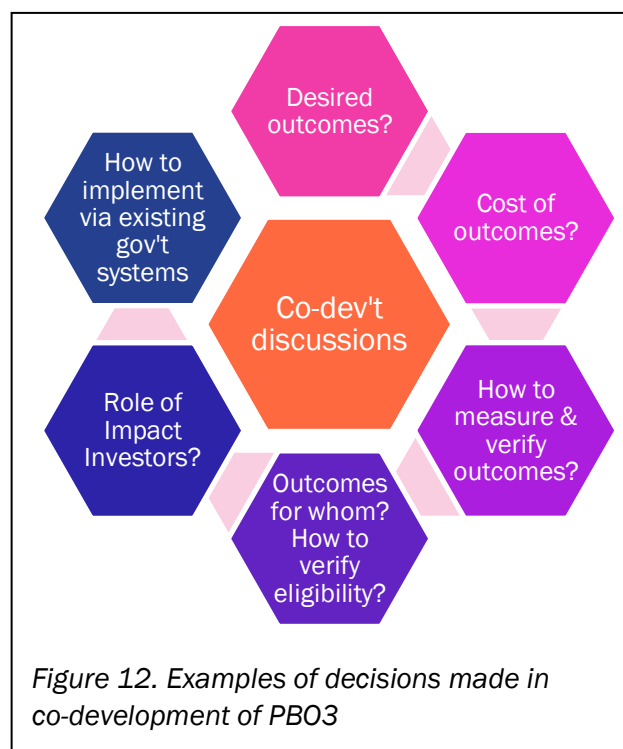 Desired
outcomes?
Cost of
outcomes?
How to
measure &
verify
outcomes?
Outcomes
for whom?
How to
verify
eligibility?
Role of
Impact
Investors?
How to
implement
via existing
gov't
systems
Co-dev't
discussions
Figure 12. Examples of decisions made in
co-development of PBO3